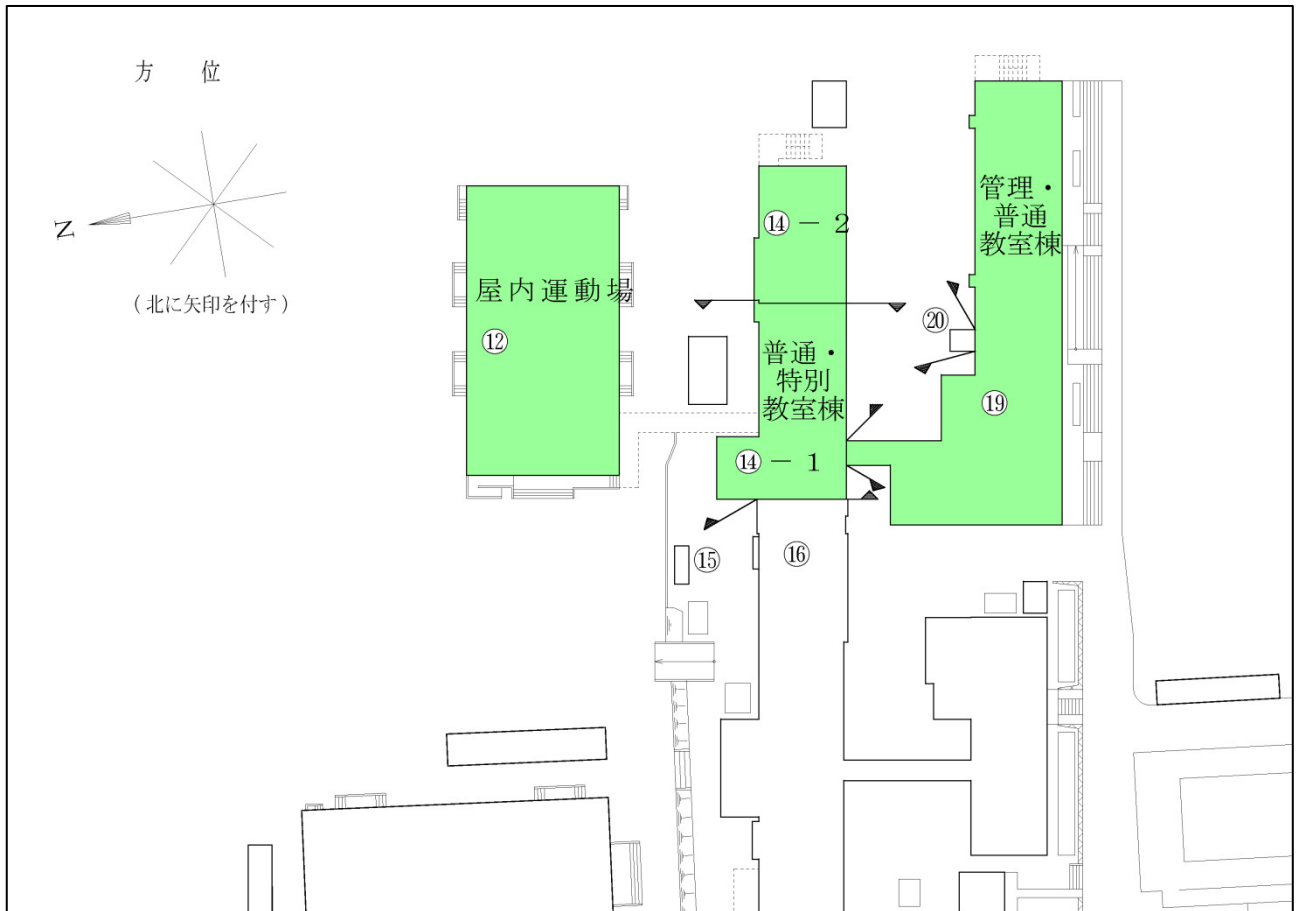 方 位
N
(北に矢印を付す)
屋内運動場
⑫
⑭－２
普通・
特別
教室棟
⑭－１
管理・
普通
教室棟
⑳
⑲
⑮
⑯